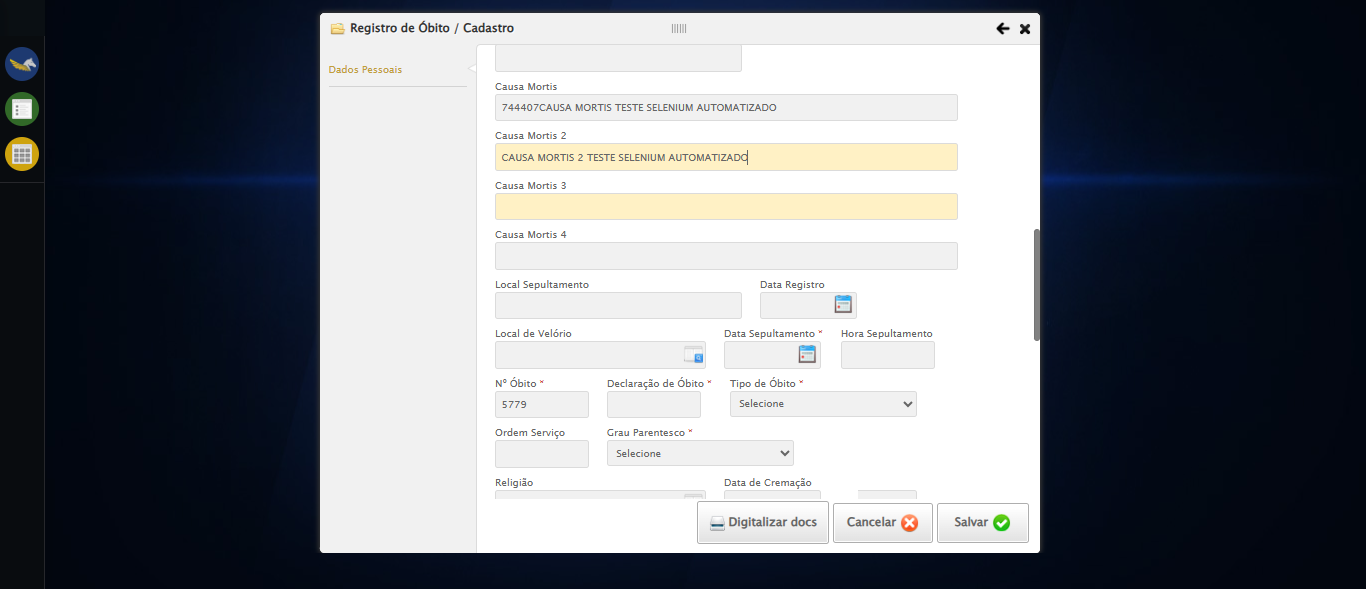 Registro de Óbito / Cadastro
Dados Pessoais
Causa Mortis
744407CAUSA MORTIS TESTE SELENIUM AUTOMATIZADO
Causa Mortis 2
CAUSA MORTIS 2 TESTE SELENIUM AUTOMATIZADO
Causa Mortis 3
Causa Mortis 4
Local Sepultamento Data Registro
Local de Velório Data Sepultamento * Hora Sepultamento
Nº Óbito * Declaração de Óbito * Tipo de Óbito *
5779 Selecione
Ordem Serviço Grau Parentesco *
Selecione
Religião Data de Cremação
Digitalizar docs Cancelar Salvar